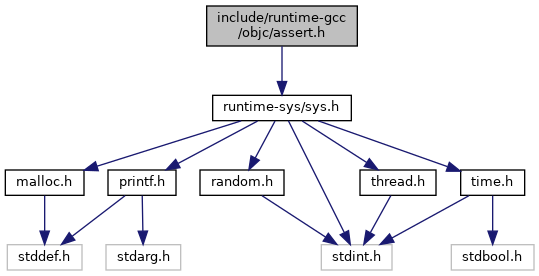 include/runtime-gcc
/objc/assert.h
runtime-sys/sys.h
malloc.h
printf.h
random.h
thread.h
time.h
stddef.h
stdarg.h
stdint.h
stdbool.h